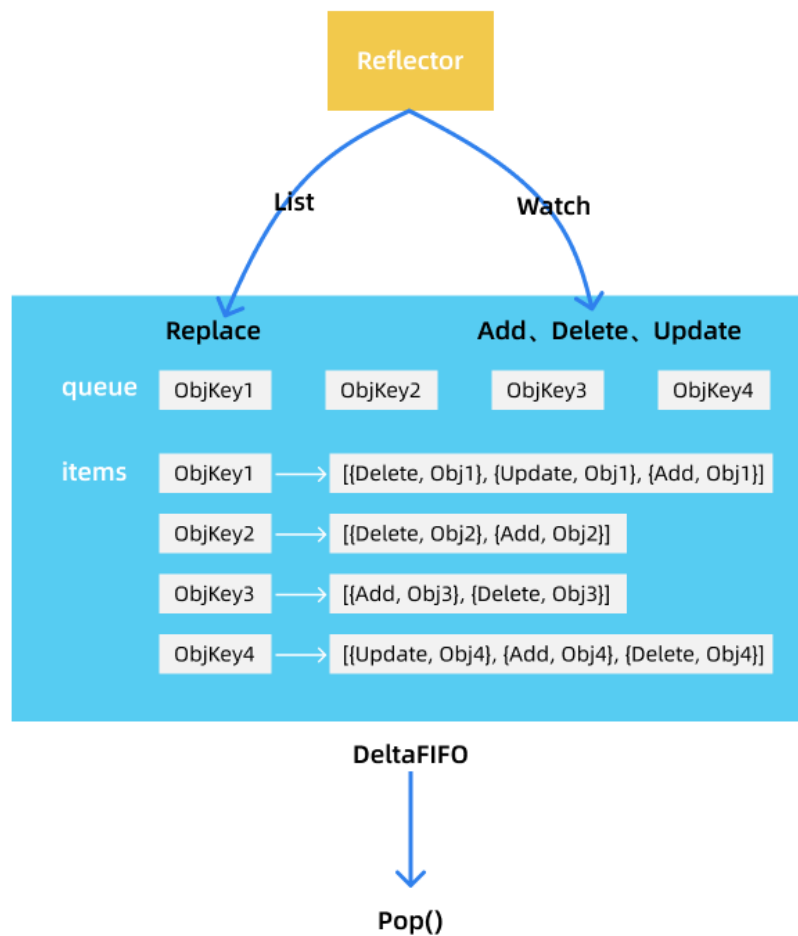 Reflector
List
Watch
Replace
Add、Delete、Update
queue ObjKey1 ObjKey2 ObjKey3 ObjKey4
items ObjKey1 [{Delete, Obj1}, {Update, Obj1}, {Add, Obj1}]
ObjKey2 [{Delete, Obj2}, {Add, Obj2}]
ObjKey3 [{Add, Obj3}, {Delete, Obj3}]
ObjKey4 [{Update, Obj4}, {Add, Obj4}, {Delete, Obj4}]
DeltaFIFO
Pop()